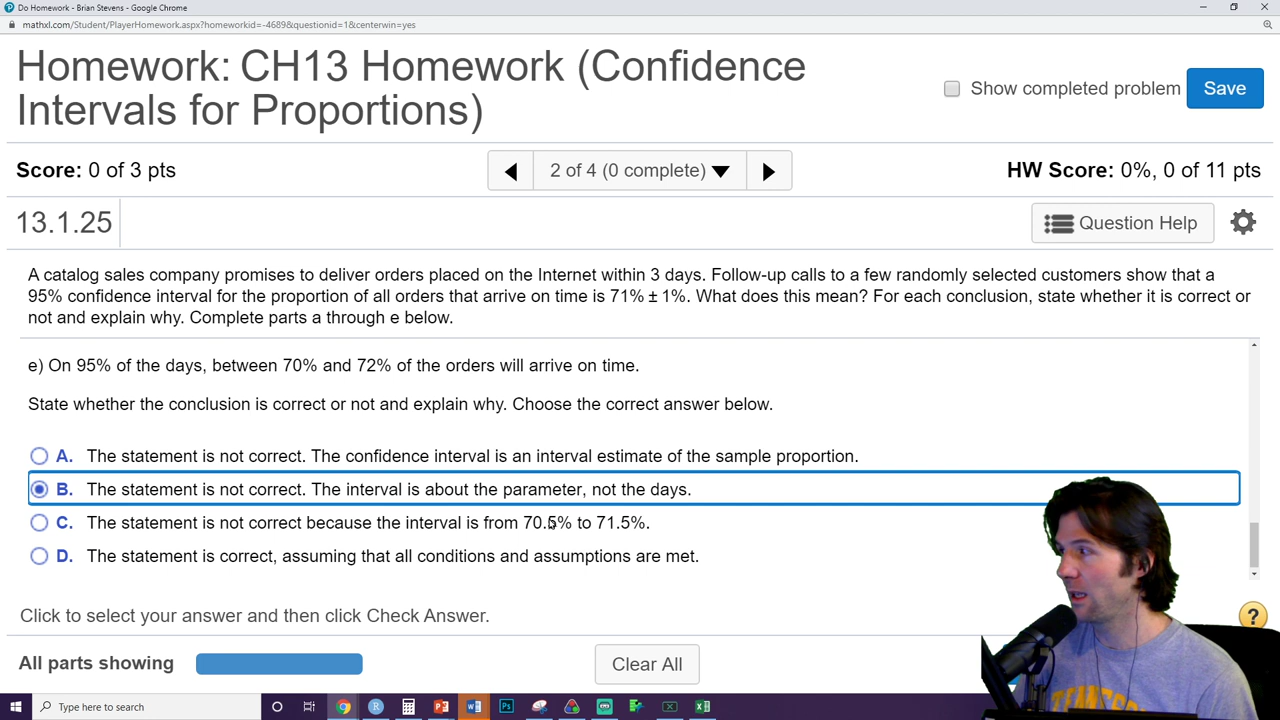 Do Homework - Brian Stevens - Google Chrome
mathxl.com/Student/PlayerHomework.aspx?homeworkid=-4689&questionid=1&centerwin=yes
Homework: CH13 Homework (Confidence
Intervals for Proportions)
Show completed problem
Save
Score: 0 of 3 pts
2 of 4 (0 complete)
HW Score: 0%, 0 of 11 pts
13.1.25
Question Help
A catalog sales company promises to deliver orders placed on the Internet within 3 days. Follow-up calls to a few randomly selected customers show that a
95% confidence interval for the proportion of all orders that arrive on time is 71% ± 1%. What does this mean? For each conclusion, state whether it is correct or
not and explain why. Complete parts a through e below.
e) On 95% of the days, between 70% and 72% of the orders will arrive on time.
State whether the conclusion is correct or not and explain why. Choose the correct answer below.
A. The statement is not correct. The confidence interval is an interval estimate of the sample proportion.
B. The statement is not correct. The interval is about the parameter, not the days.
C. The statement is not correct because the interval is from 70.5% to 71.5%.
D. The statement is correct, assuming that all conditions and assumptions are met.
Click to select your answer and then click Check Answer.
?
All parts showing
Clear All
Type here to search